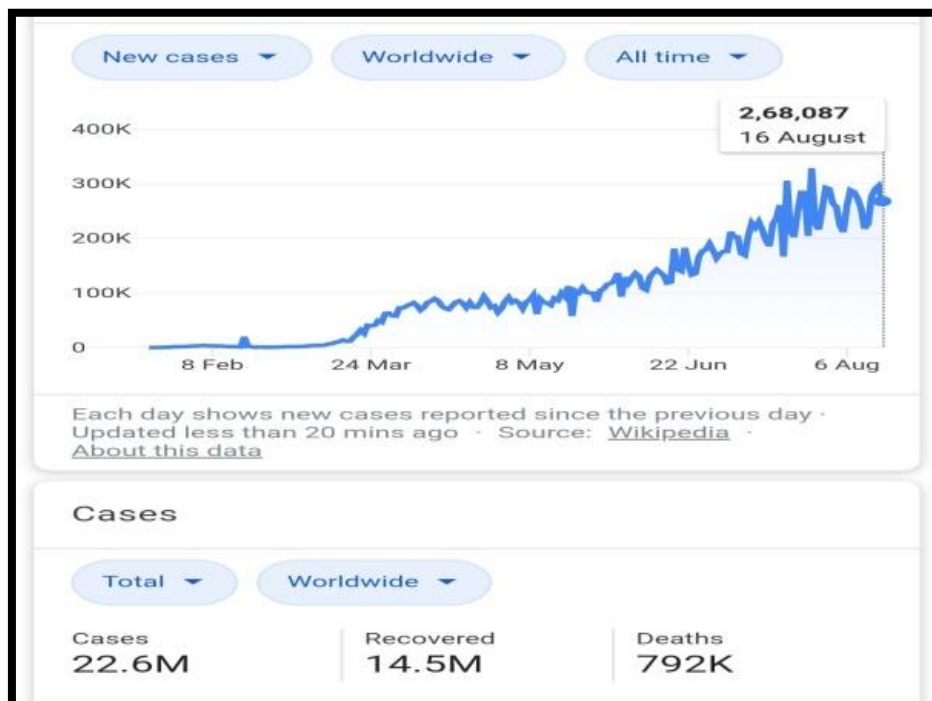 New cases Worldwide All time
2,68,087
16 August
400K
300K
200K
100K
0
8 Feb 24 Mar 8 May 22 Jun 6 Aug
Each day shows new cases reported since the previous day ·
Updated less than 20 mins ago · Source: Wikipedia ·
About this data
Cases
Total Worldwide
Cases Recovered Deaths
22.6M 14.5M 792K